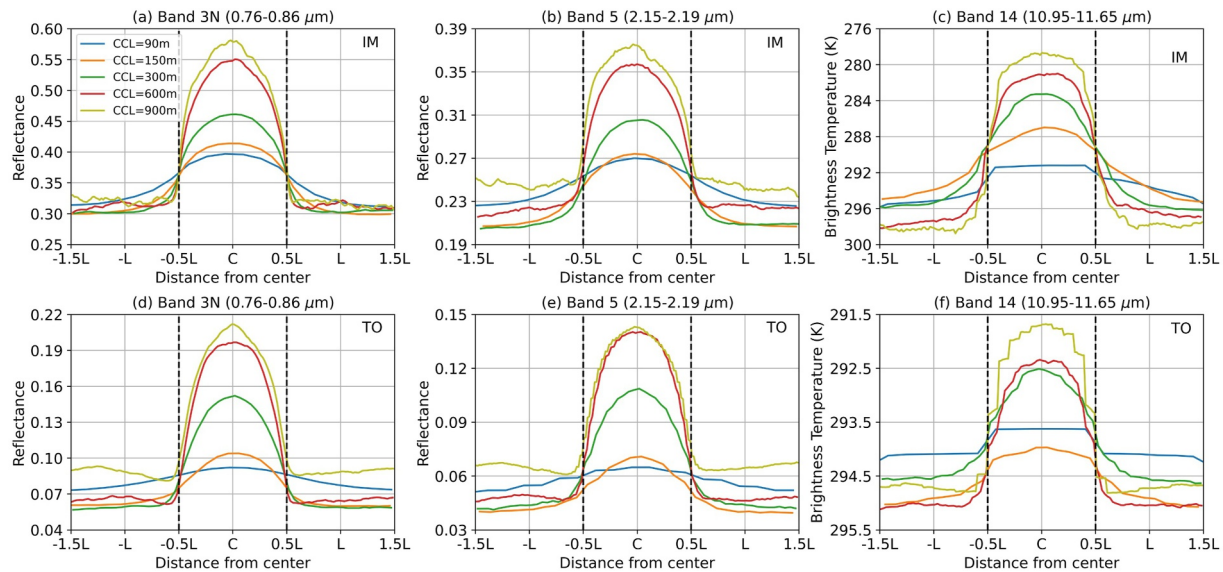 (a) Band 3N (0.76-0.86 μm)
IM
CCL=90m
CCL=150m
CCL=300m
CCL=600m
CCL=900m
Reflectance
0.60
0.55
0.50
0.45
0.40
0.35
0.30
0.25
-1.5L -L -0.5L C 0.5L L 1.5L
Distance from center
(b) Band 5 (2.15-2.19 μm)
IM
Reflectance
0.39
0.35
0.31
0.27
0.23
0.19
-1.5L -L -0.5L C 0.5L L 1.5L
Distance from center
(c) Band 14 (10.95-11.65 μm)
IM
Brightness Temperature (K)
276
280
284
288
292
296
300
-1.5L -L -0.5L C 0.5L L 1.5L
Distance from center
(d) Band 3N (0.76-0.86 μm)
TO
Reflectance
0.22
0.19
0.16
0.13
0.10
0.07
0.04
-1.5L -L -0.5L C 0.5L L 1.5L
Distance from center
(e) Band 5 (2.15-2.19 μm)
TO
Reflectance
0.15
0.12
0.09
0.06
0.03
-1.5L -L -0.5L C 0.5L L 1.5L
Distance from center
(f) Band 14 (10.95-11.65 μm)
TO
Brightness Temperature (K)
291.5
292.5
293.5
294.5
295.5
-1.5L -L -0.5L C 0.5L L 1.5L
Distance from center